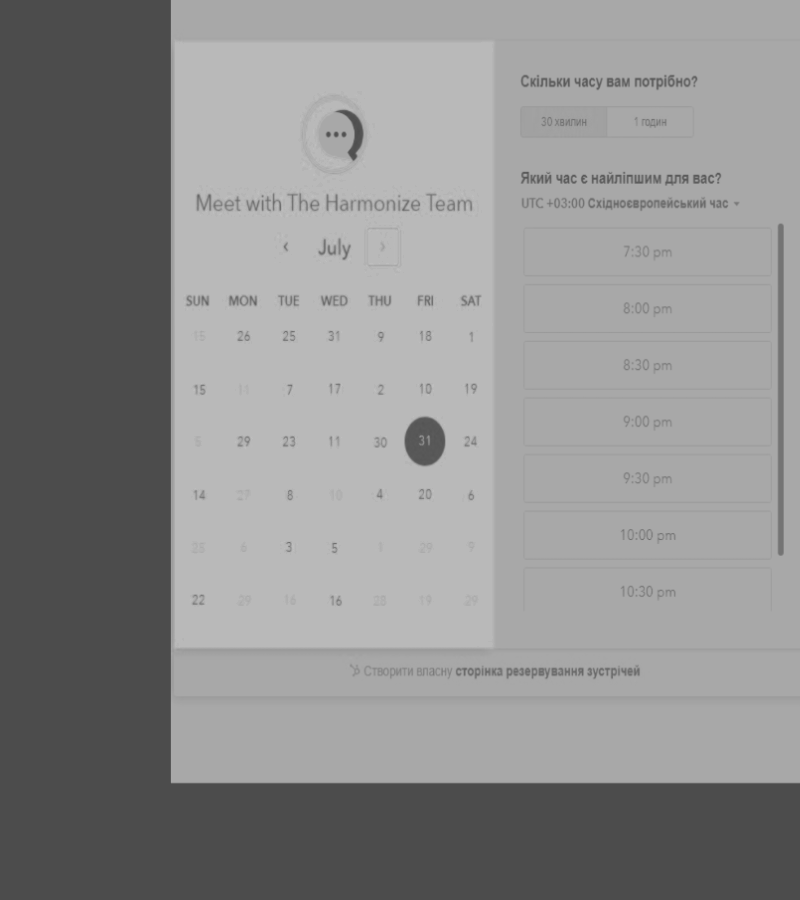 Meet with The Harmonize Team
‹ July ›
SUN MON TUE WED THU FRI SAT
15 26 25 31 9 18 1
15 11 7 17 2 10 19
29 23 11 30 31 24
14 27 8 10 4 20 6
6 3 5 1 29 9
22 29 16 16 28 19 29
Скільки часу вам потрібно?
30 хвилин 1 годин
Який час є найліпшим для вас?
UTC +03:00 Східноєвропейський час
7:30 pm
8:00 pm
8:30 pm
9:00 pm
9:30 pm
10:00 pm
10:30 pm
Створити власну сторінка резервування зустрічей